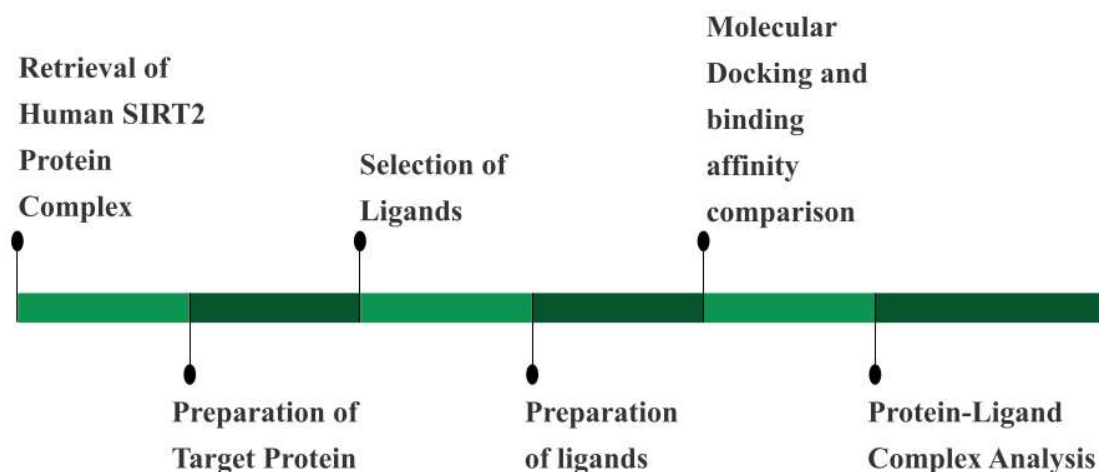 Retrieval of
Human SIRT2
Protein
Complex
Preparation of
Target Protein
Selection of
Ligands
Preparation
of ligands
Molecular
Docking and
binding
affinity
comparison
Protein-Ligand
Complex Analysis